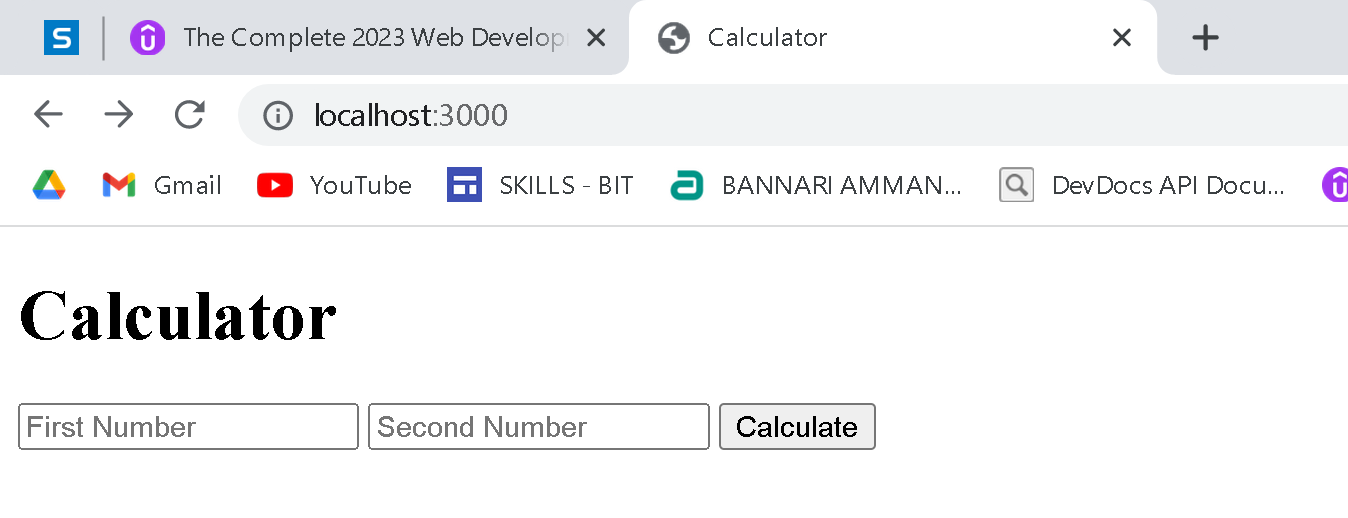 S The Complete 2023 Web Develop Calculator
localhost:3000
Gmail YouTube SKILLS - BIT BANNARI AMMAN... DevDocs API Docu...
Calculator
First Number Second Number Calculate